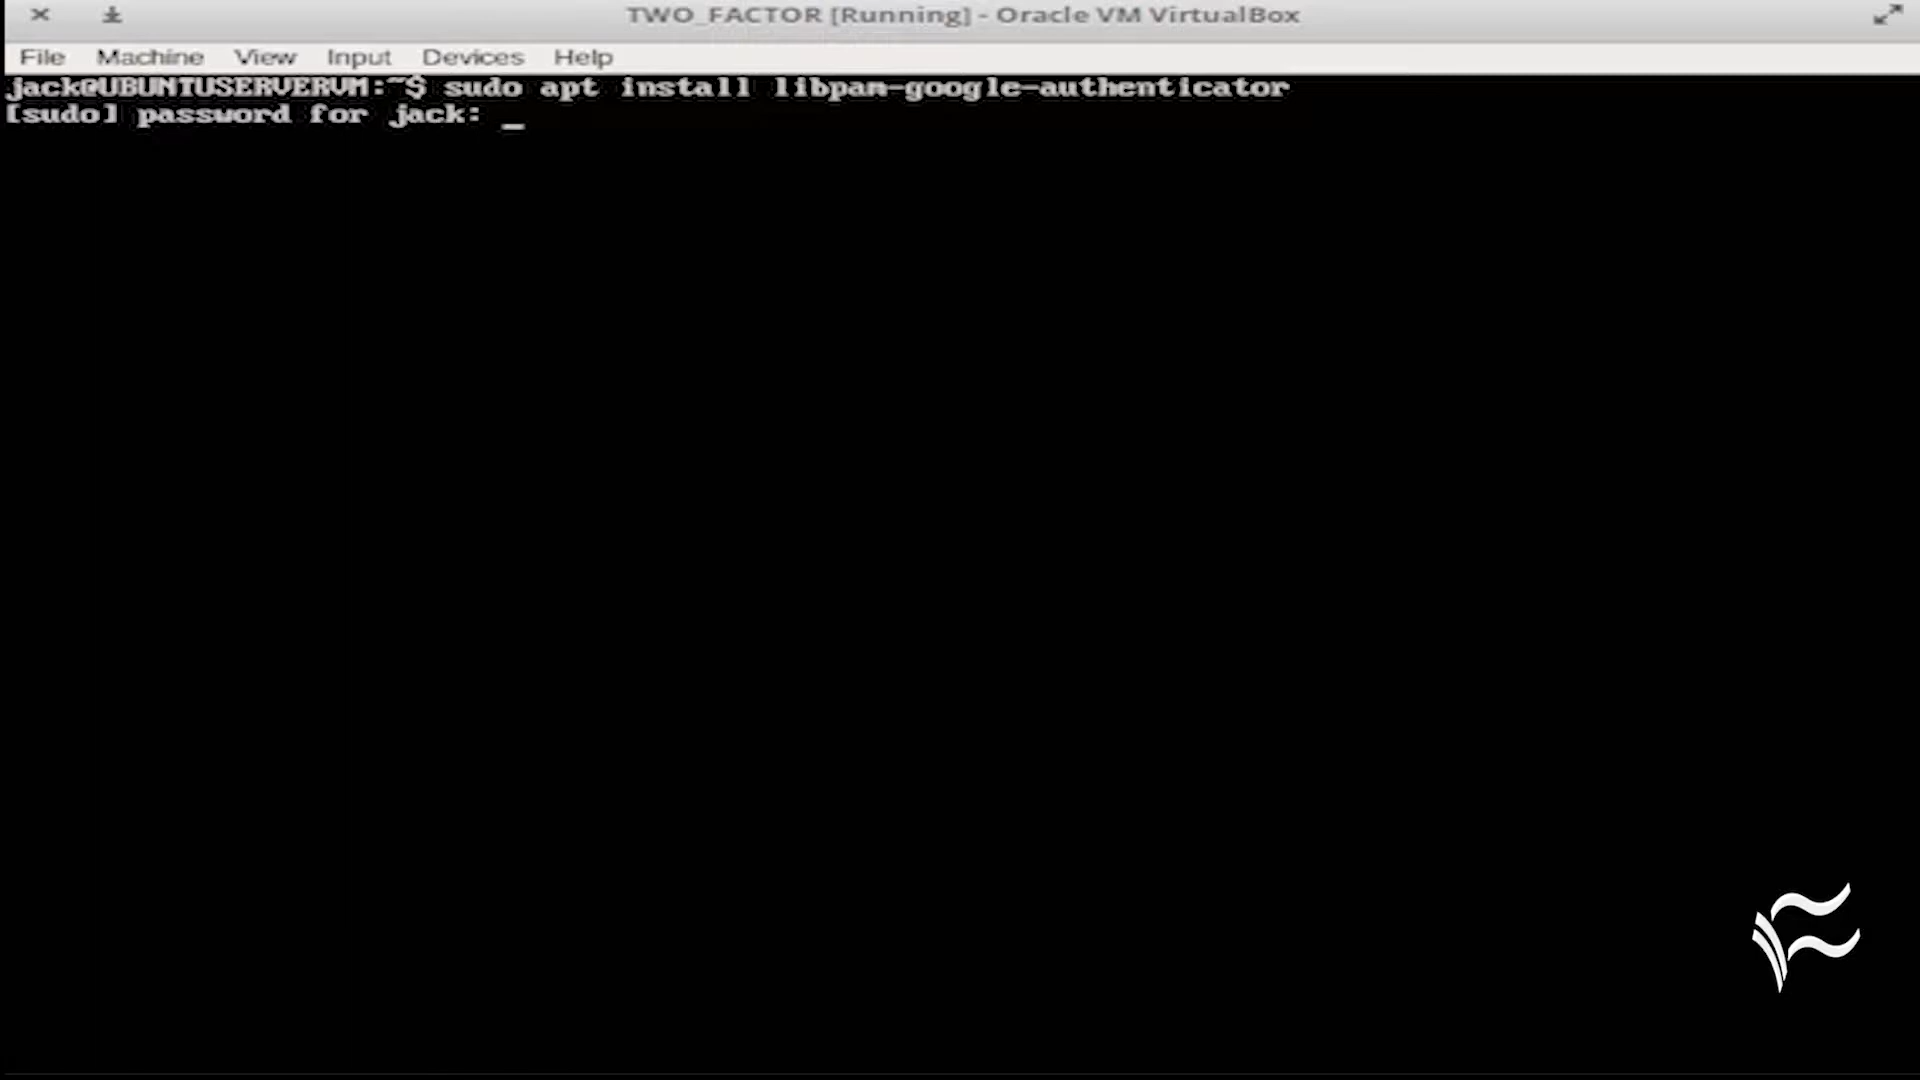 TWO_FACTOR [Running] - Oracle VM VirtualBox
File Machine View Input Devices Help
jack@UBUNTUSERVERVM:~$ sudo apt install libpam-google-authenticator
[sudo] password for jack: _